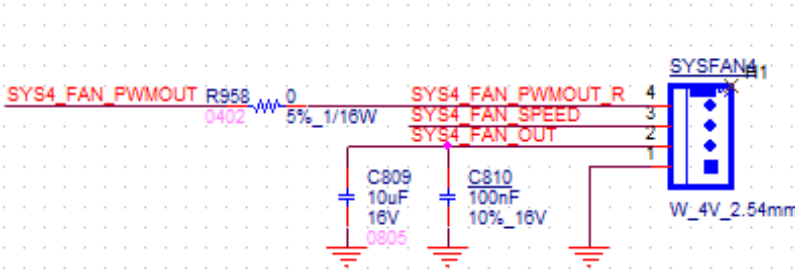 SYSFAN4
SYS4_FAN_PWMOUT R958 0 SYS4_FAN_PWMOUT_R 4
0402 5%_1/16W SYS4_FAN_SPEED 3
SYS4_FAN_OUT 2
1
C809 C810
10uF 100nF
16V 10%_16V
0805
W_4V_2.54mm